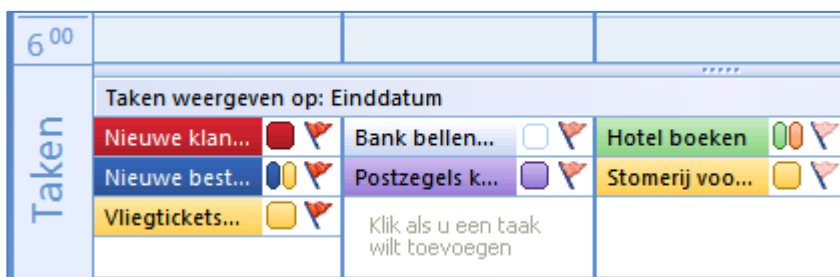 6 00
Taken
Taken weergeven op: Einddatum
Nieuwe klan...
Bank bellen...
Hotel boeken
Nieuwe best...
Postzegels k...
Stomerij voo...
Vliegtickets...
Klik als u een taak
wilt toevoegen